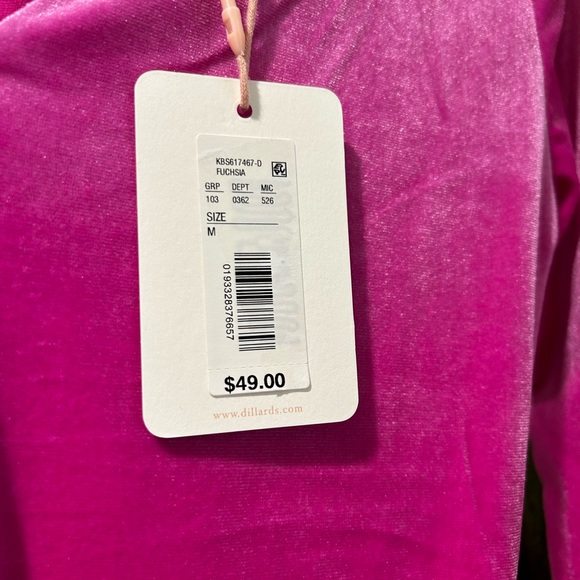 KBS617467-D
FUCHSIA
GRP DEPT MIC
103 0362 526
SIZE
M
0193328376657
$49.00
www.dillards.com